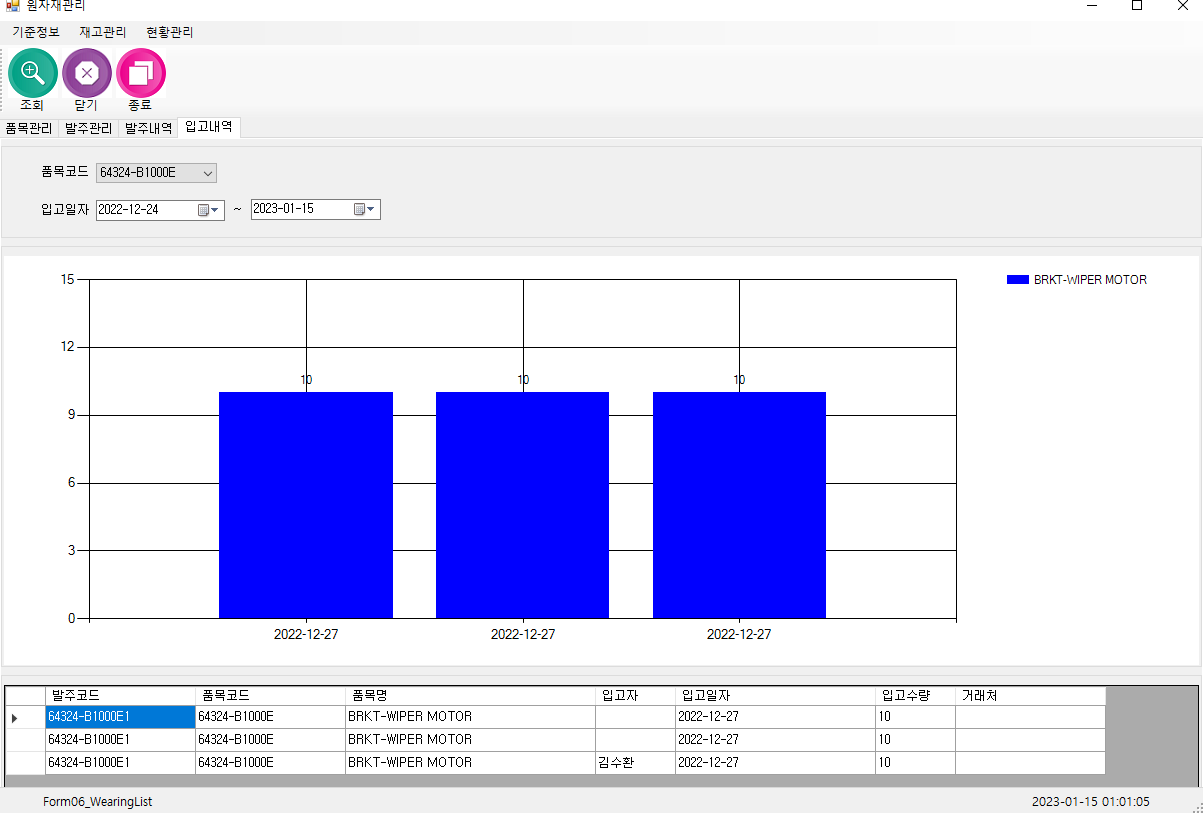 원자재관리
기준정보 재고관리 현황관리
조회 닫기 종료
품목관리 발주관리 발주내역 입고내역
품목코드 64324-B1000E
입고일자 2022-12-24 ~ 2023-01-15
BRKT-WIPER MOTOR
15
12
10 10 10
9
6
3
0
2022-12-27 2022-12-27 2022-12-27
발주코드 품목코드 품목명 입고자 입고일자 입고수량 거래처
64324-B1000E1 64324-B1000E BRKT-WIPER MOTOR 2022-12-27 10
64324-B1000E1 64324-B1000E BRKT-WIPER MOTOR 2022-12-27 10
64324-B1000E1 64324-B1000E BRKT-WIPER MOTOR 김수환 2022-12-27 10
Form06_WearingList 2023-01-15 01:01:05